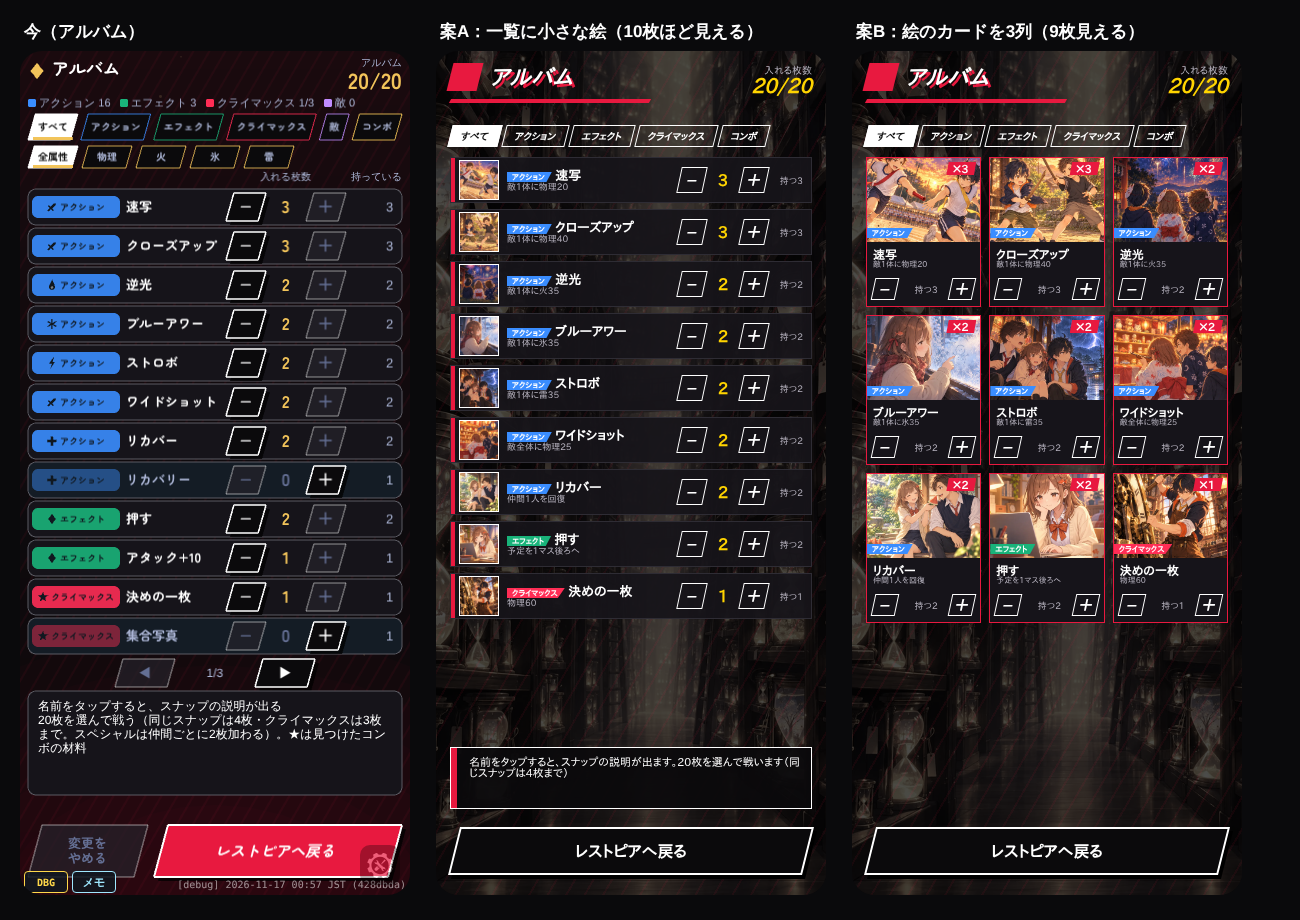 今（アルバム）
アルバム
アルバム
20/20
アクション 16 エフェクト 3 クライマックス 1/3 敵 0
すべて アクション エフェクト クライマックス 敵 コンボ
全属性 物理 火 氷 雷
入れる枚数 持っている
アクション 速写 − 3 + 3
アクション クローズアップ − 3 + 3
アクション 逆光 − 2 + 2
アクション ブルーアワー − 2 + 2
アクション ストロボ − 2 + 2
アクション ワイドショット − 2 + 2
アクション リカバー − 2 + 2
アクション リカバリー − 0 + 1
エフェクト 押す − 2 + 2
エフェクト アタック+10 − 1 + 1
クライマックス 決めの一枚 − 1 + 1
クライマックス 集合写真 − 0 + 1
1/3
名前をタップすると、スナップの説明が出る
20枚を選んで戦う（同じスナップは4枚・クライマックスは3枚
まで。スペシャルは仲間ごとに2枚加わる）。★は見つけたコン
ボの材料
変更を
やめる
レストピアへ戻る
DBG メモ
[debug] 2026-11-17 00:57 JST (428dbda)
案A：一覧に小さな絵（10枚ほど見える）
アルバム
入れる枚数
20/20
すべて アクション エフェクト クライマックス コンボ
アクション 速写 − 3 + 持つ3
敵1体に物理20
アクション クローズアップ − 3 + 持つ3
敵1体に物理40
アクション 逆光 − 2 + 持つ2
敵1体に火35
アクション ブルーアワー − 2 + 持つ2
敵1体に氷35
アクション ストロボ − 2 + 持つ2
敵1体に雷35
アクション ワイドショット − 2 + 持つ2
敵全体に物理25
アクション リカバー − 2 + 持つ2
仲間1人を回復
エフェクト 押す − 2 + 持つ2
予定を1マス後ろへ
クライマックス 決めの一枚 − 1 + 持つ1
物理60
名前をタップすると、スナップの説明が出ます。20枚を選んで戦います（同
じスナップは4枚まで）
レストピアへ戻る
案B：絵のカードを3列（9枚見える）
アルバム
入れる枚数
20/20
すべて アクション エフェクト クライマックス コンボ
×3 ×3 ×2
アクション アクション アクション
速写 クローズアップ 逆光
敵1体に物理20 敵1体に物理40 敵1体に火35
− 持つ3 + − 持つ3 + − 持つ2 +
×2 ×2 ×2
アクション アクション アクション
ブルーアワー ストロボ ワイドショット
敵1体に氷35 敵1体に雷35 敵全体に物理25
− 持つ2 + − 持つ2 + − 持つ2 +
×2 ×2 ×1
アクション エフェクト クライマックス
リカバー 押す 決めの一枚
仲間1人を回復 予定を1マス後ろへ 物理60
− 持つ2 + − 持つ2 + − 持つ1 +
レストピアへ戻る